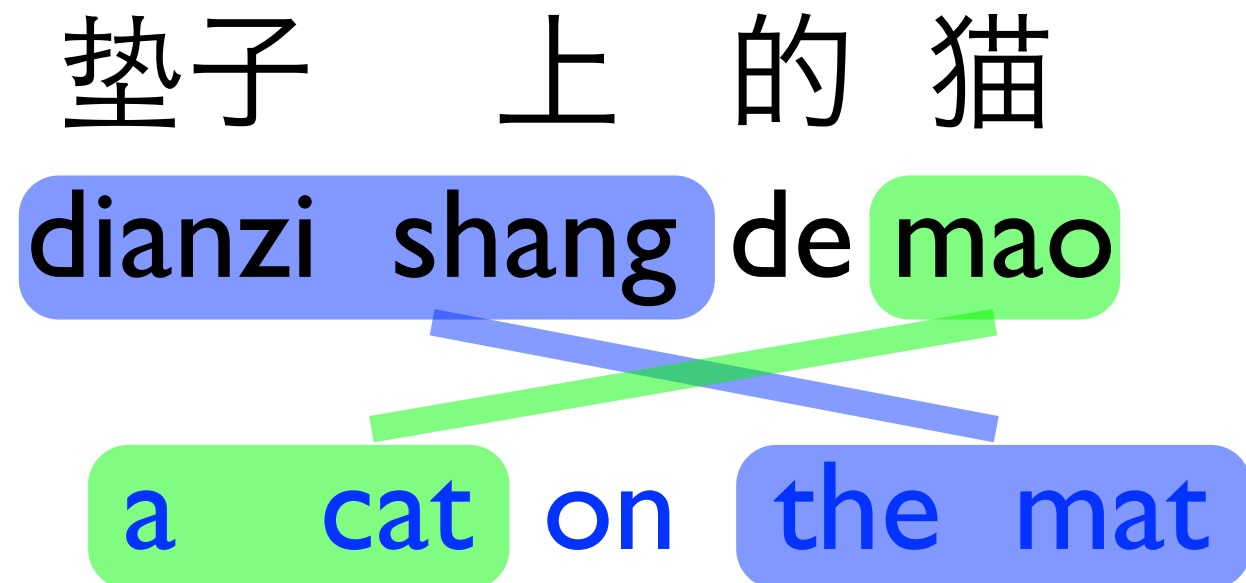 垫子 上 的 猫
dianzi shang de mao
a cat on the mat